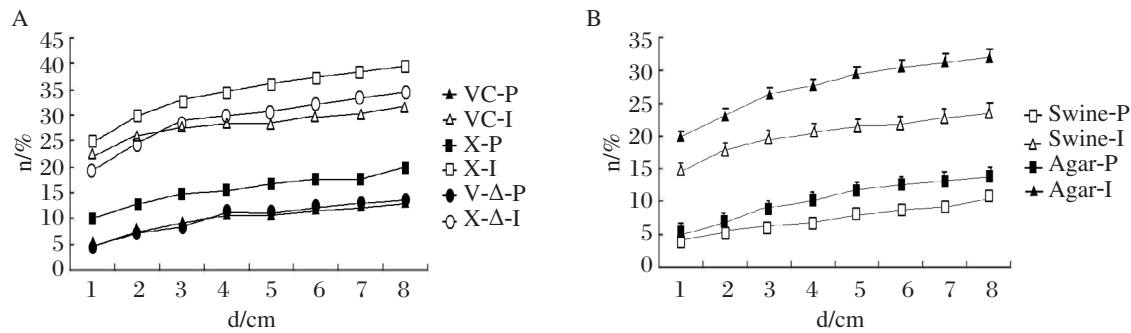 A
n/%
45
40
35
30
25
20
15
10
5
0
1 2 3 4 5 6 7 8
d/cm
VC-P
VC-I
X-P
X-I
V-Δ-P
X-Δ-I
B
n/%
35
30
25
20
15
10
5
0
1 2 3 4 5 6 7 8
d/cm
Swine-P
Swine-I
Agar-P
Agar-I